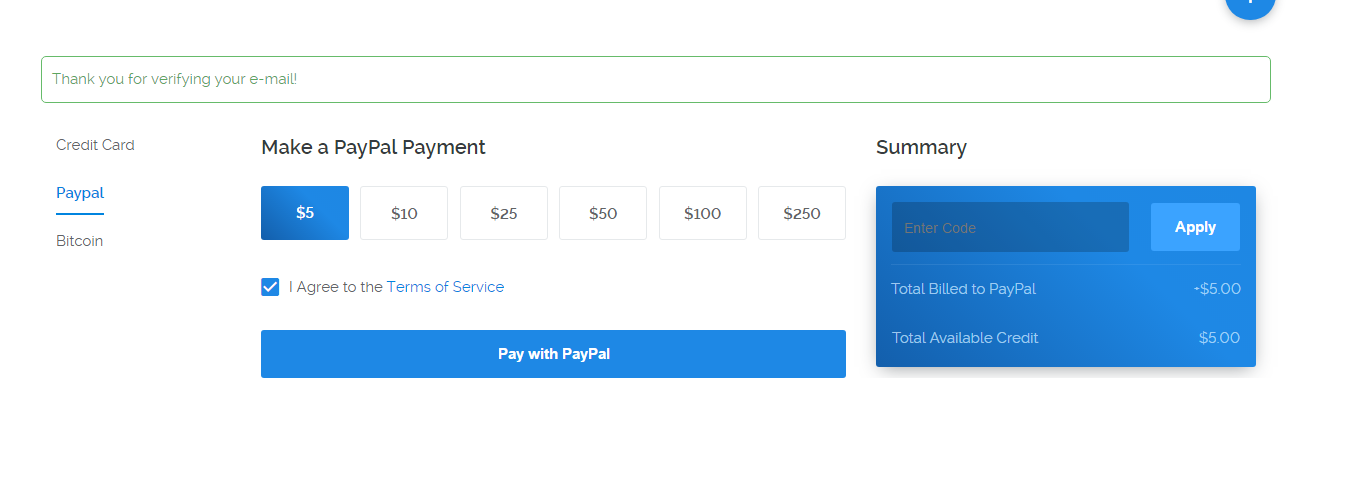 Thank you for verifying your e-mail!
Credit Card
Paypal
Bitcoin
Make a PayPal Payment
$5 $10 $25 $50 $100 $250
I Agree to the Terms of Service
Pay with PayPal
Summary
Enter Code Apply
Total Billed to PayPal +$5.00
Total Available Credit $5.00